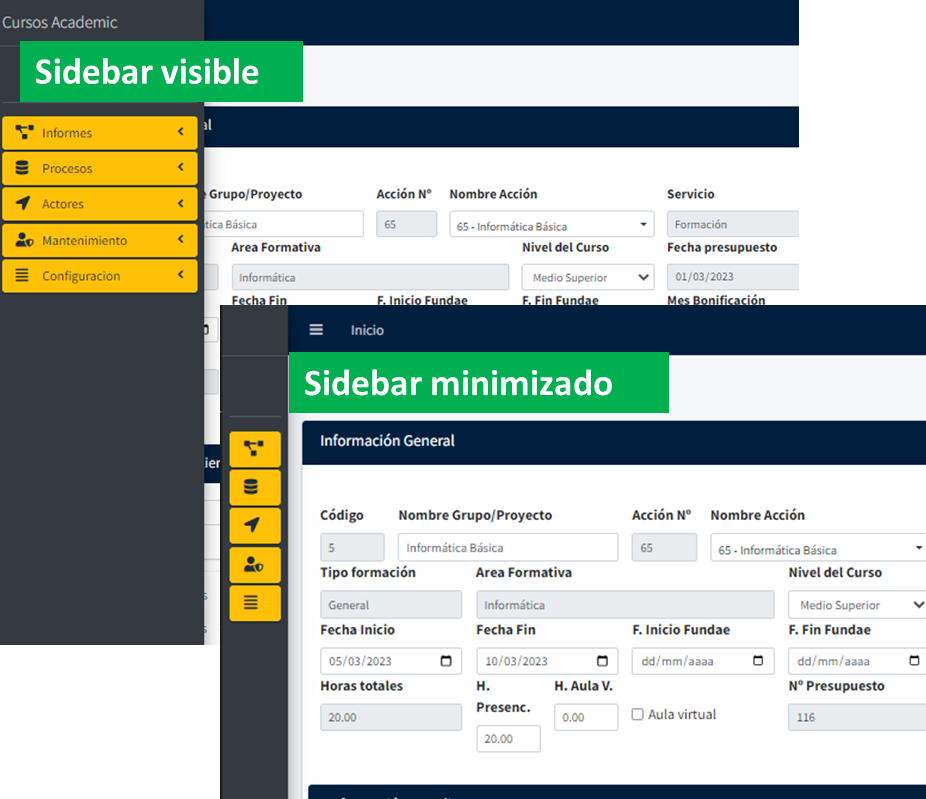 Cursos Academic
Sidebar visible
Informes
Procesos
Actores
Mantenimiento
Configuracion
al
Grupo/Proyecto Acción Nº Nombre Acción Servicio
tica Básica 65 65 - Informática Básica Formación
Area Formativa Nivel del Curso Fecha presupuesto
Informática Medio Superior 01/03/2023
Fecha Fin F. Inicio Fundae F. Fin Fundae Mes Bonificación
Inicio
Sidebar minimizado
Información General
Código Nombre Grupo/Proyecto Acción Nº Nombre Acción
5 Informática Básica 65 65 - Informática Básica
Tipo formación Area Formativa Nivel del Curso
General Informática Medio Superior
Fecha Inicio Fecha Fin F. Inicio Fundae F. Fin Fundae
05/03/2023 10/03/2023 dd/mm/aaaa dd/mm/aaaa
Horas totales H. Presenc. H. Aula V. Nº Presupuesto
20.00 20.00 0.00 Aula virtual 116